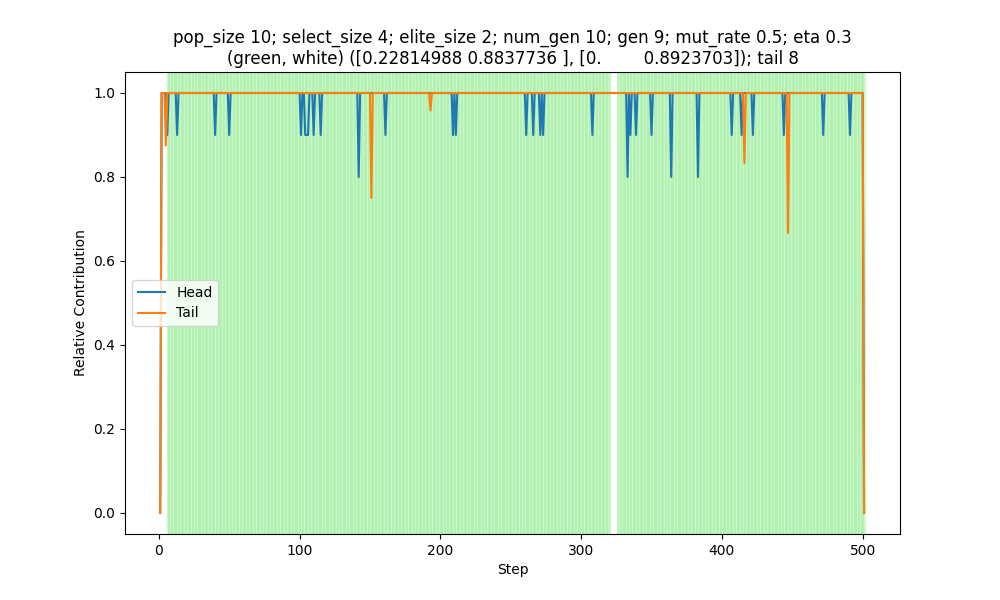 pop_size 10; select_size 4; elite_size 2; num_gen 10; gen 9; mut_rate 0.5; eta 0.3
(green, white) ([0.22814988 0.8837736 ], [0.        0.8923703]); tail 8
1.0
0.8
0.6
0.4
0.2
0.0
Relative Contribution
Head
Tail
0 100 200 300 400 500
Step